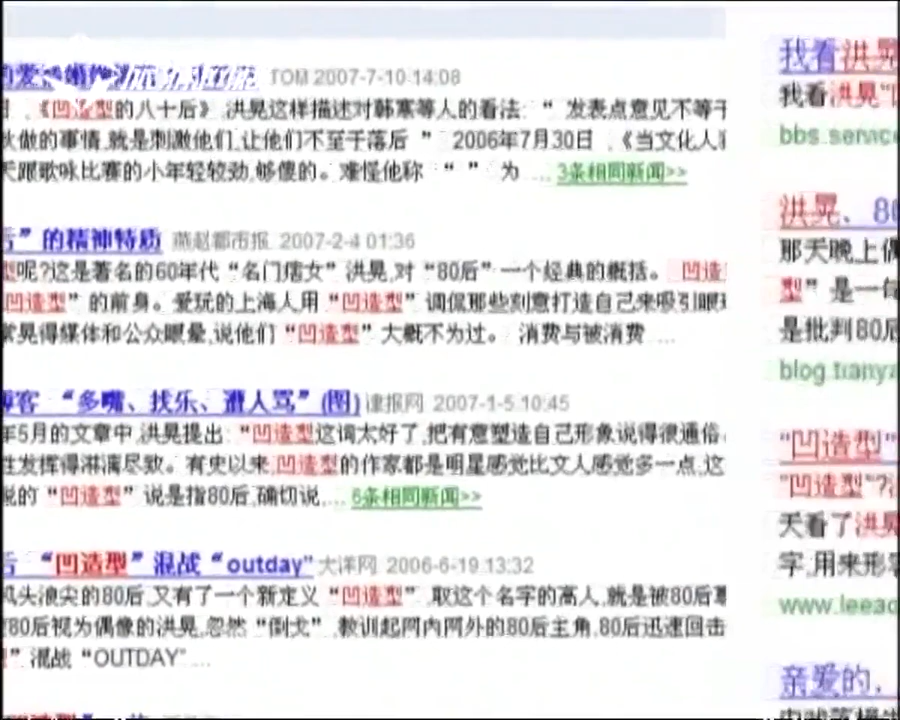 TOM 2007-7-10 14:08
《凹造型的八十后》,洪晃这样描述对韩寒等人的看法:“ 发表点意见不等于
做的事情,就是刺激他们,让他们不至于落后 ” 2006年7月30日 ,《当文化人
跟歌咏比赛的小年轻较劲,够傻的。难怪他称 “ ” 为 ... 3条相同新闻>>
”的精神特质 燕赵都市报 2007-2-4 01:36
型呢?这是著名的60年代“名门痞女”洪晃,对“80后”一个经典的概括。 凹造
凹造型”的前身。爱玩的上海人用“凹造型”调侃那些刻意打造自己来吸引眼
晃得媒体和公众眼晕,说他们“凹造型”大概不为过。 消费与被消费 ...
博客 “多嘴、找乐、遭人骂”(图) 津报网 2007-1-5 10:45
年5月的文章中,洪晃提出:“凹造型这词太好了,把有意塑造自己形象说得很通俗
性发挥得淋漓尽致。有史以来,凹造型的作家都是明星感觉比文人感觉多一点,这
说的“凹造型”说是指80后,确切说,... 6条相同新闻>>
后 “凹造型”混战“outday” 大洋网 2006-6-19 13:32
风头浪尖的80后,又有了一个新定义“凹造型”,取这个名字的高人,就是被80后
80后视为偶像的洪晃,忽然“倒戈”,教训起网内网外的80后主角,80后迅速回击
”混战“OUTDAY” ...
我看洪晃
我看洪晃“
bbs.service
洪晃、80
那天晚上偶
型”是一
是批判80后
blog.tianya
“凹造型”
“凹造型”?
天看了洪晃
字,用来形容
www.leeac
亲爱的,